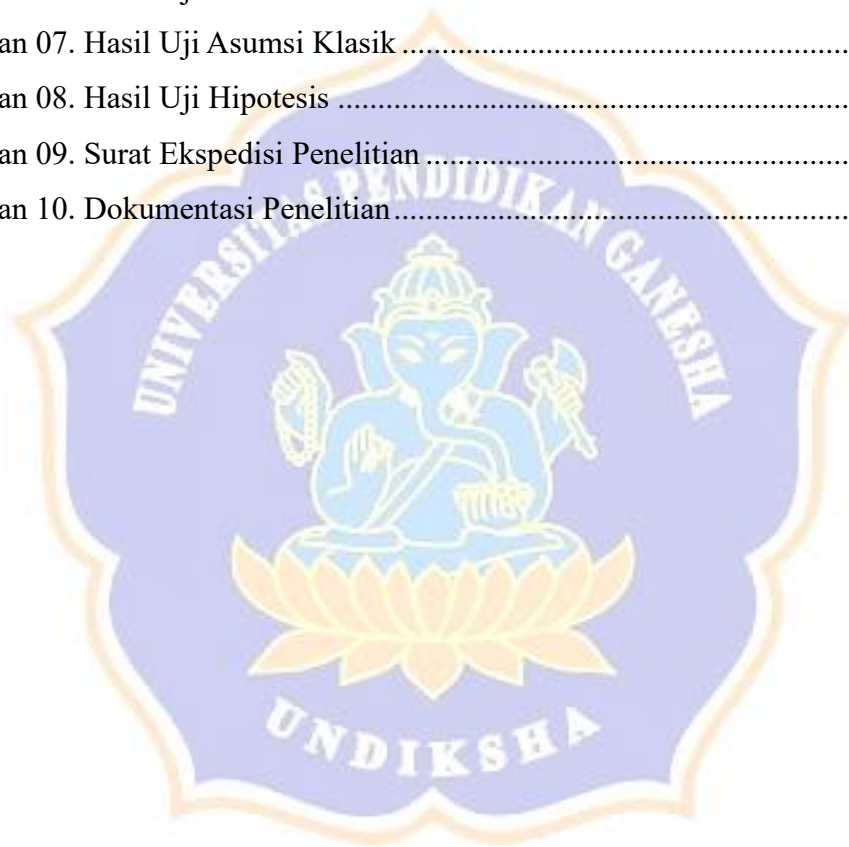 an 07. Hasil Uji Asumsi Klasik ........................................................
an 08. Hasil Uji Hipotesis ................................................................
an 09. Surat Ekspedisi Penelitian .....................................................
an 10. Dokumentasi Penelitian .........................................................
UNIVERSITAS PENDIDIKAN GANESHA
UNDIKSHA